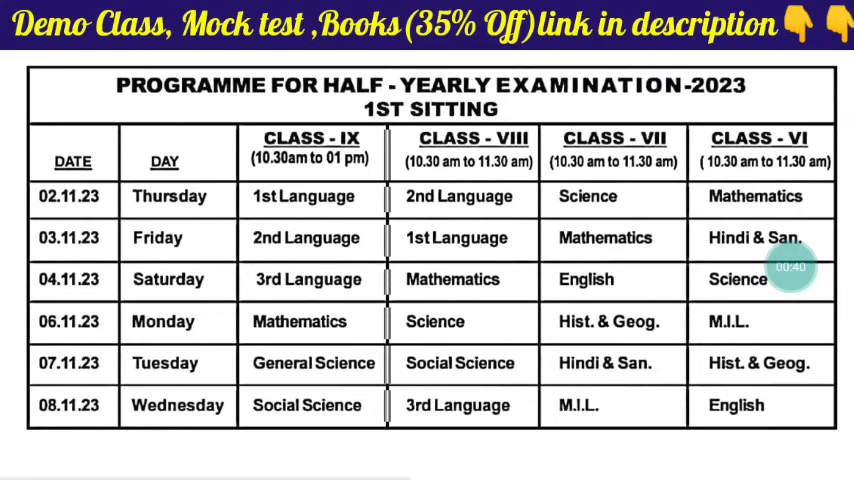 Demo Class, Mock test ,Books(35% Off)link in description👇👇
PROGRAMME FOR HALF - YEARLY EXAMINATION-2023
1ST SITTING
DATE DAY CLASS - IX (10.30am to 01 pm) CLASS - VIII (10.30 am to 11.30 am) CLASS - VII (10.30 am to 11.30 am) CLASS - VI ( 10.30 am to 11.30 am)
02.11.23 Thursday 1st Language 2nd Language Science Mathematics
03.11.23 Friday 2nd Language 1st Language Mathematics Hindi & San.
04.11.23 Saturday 3rd Language Mathematics English Science
00:40
06.11.23 Monday Mathematics Science Hist. & Geog. M.I.L.
07.11.23 Tuesday General Science Social Science Hindi & San. Hist. & Geog.
08.11.23 Wednesday Social Science 3rd Language M.I.L. English